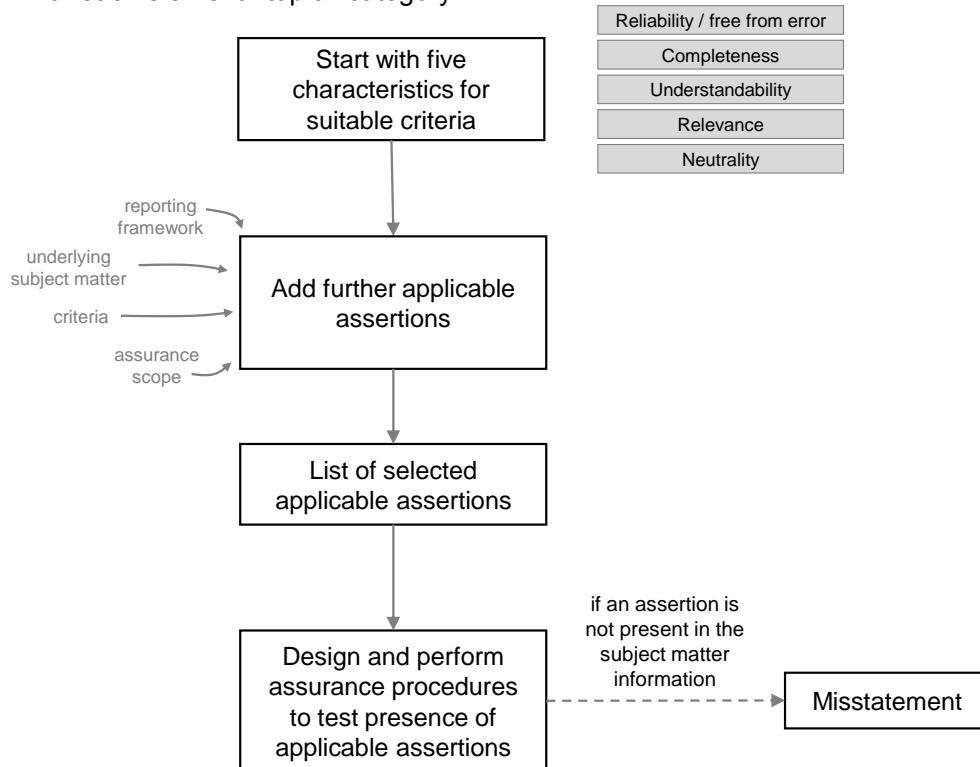 Reliability / free from error
Completeness
Understandability
Relevance
Neutrality
Start with five
characteristics for
suitable criteria
reporting
framework
underlying
subject matter
criteria
assurance
scope
Add further applicable
assertions
List of selected
applicable assertions
if an assertion is
not present in the
subject matter
information
Design and perform
assurance procedures
to test presence of
applicable assertions
Misstatement